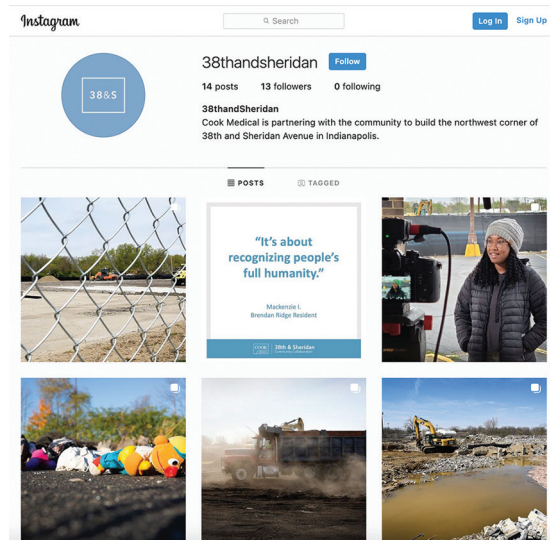 Instagram
Search
Log In
Sign Up
38&S
38thandsheridan
Follow
14 posts 13 followers 0 following
38thandSheridan
Cook Medical is partnering with the community to build the northwest corner of
38th and Sheridan Avenue in Indianapolis.
POSTS
TAGGED
“It’s about
recognizing people’s
full humanity.”
Mackenzie I.
Brendan Ridge Resident
COOK
38th & Sheridan